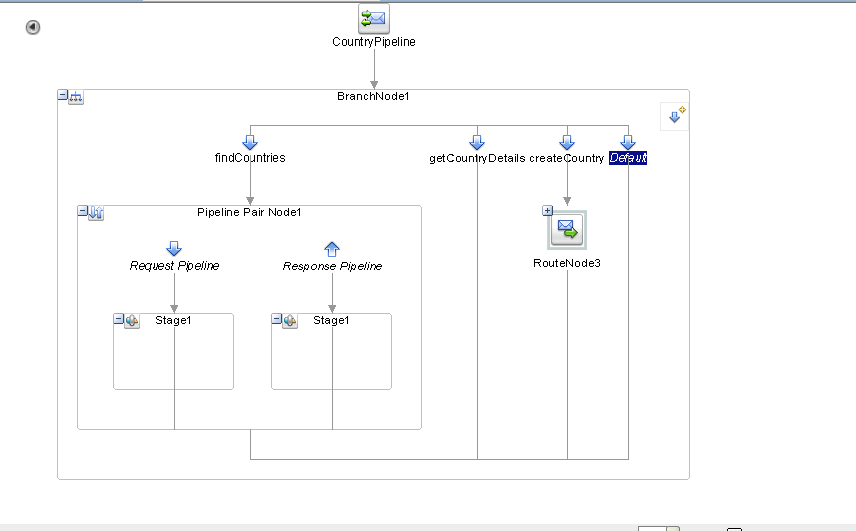 CountryPipeline
BranchNode1
findCountries
getCountryDetails
createCountry
Default
Pipeline Pair Node1
Request Pipeline
Response Pipeline
RouteNode3
Stage1
Stage1